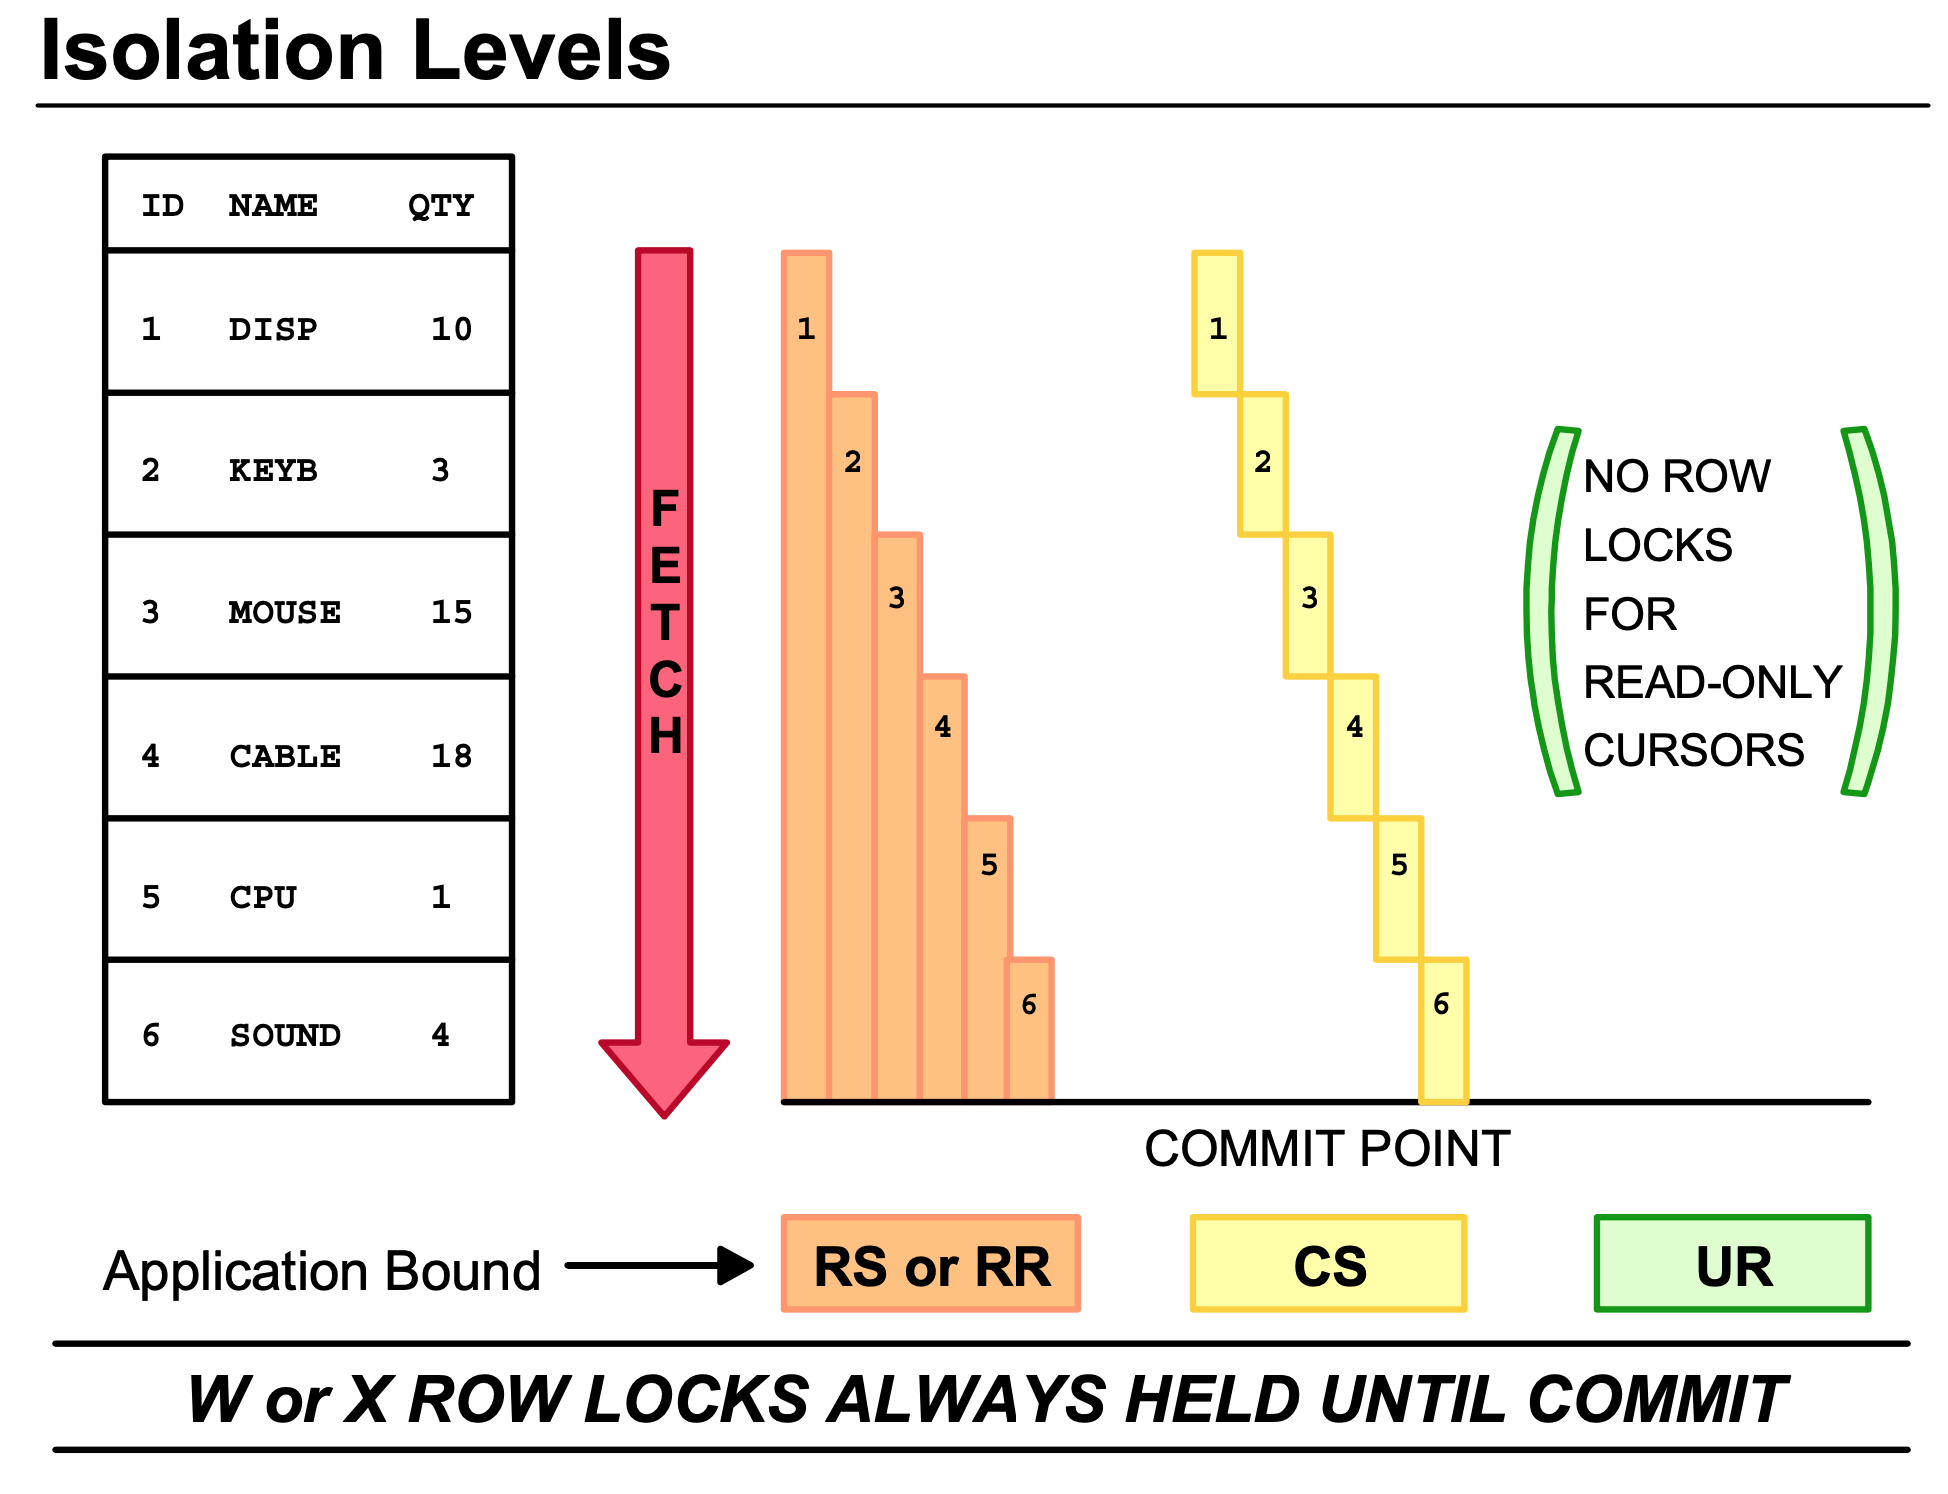 Isolation Levels
ID NAME QTY
1 DISP 10
2 KEYB 3
3 MOUSE 15
4 CABLE 18
5 CPU 1
6 SOUND 4
FETCH
1
2
3
4
5
6
1
2
3
4
5
6
NO ROW
LOCKS
FOR
READ-ONLY
CURSORS
COMMIT POINT
Application Bound
RS or RR
CS
UR
W or X ROW LOCKS ALWAYS HELD UNTIL COMMIT